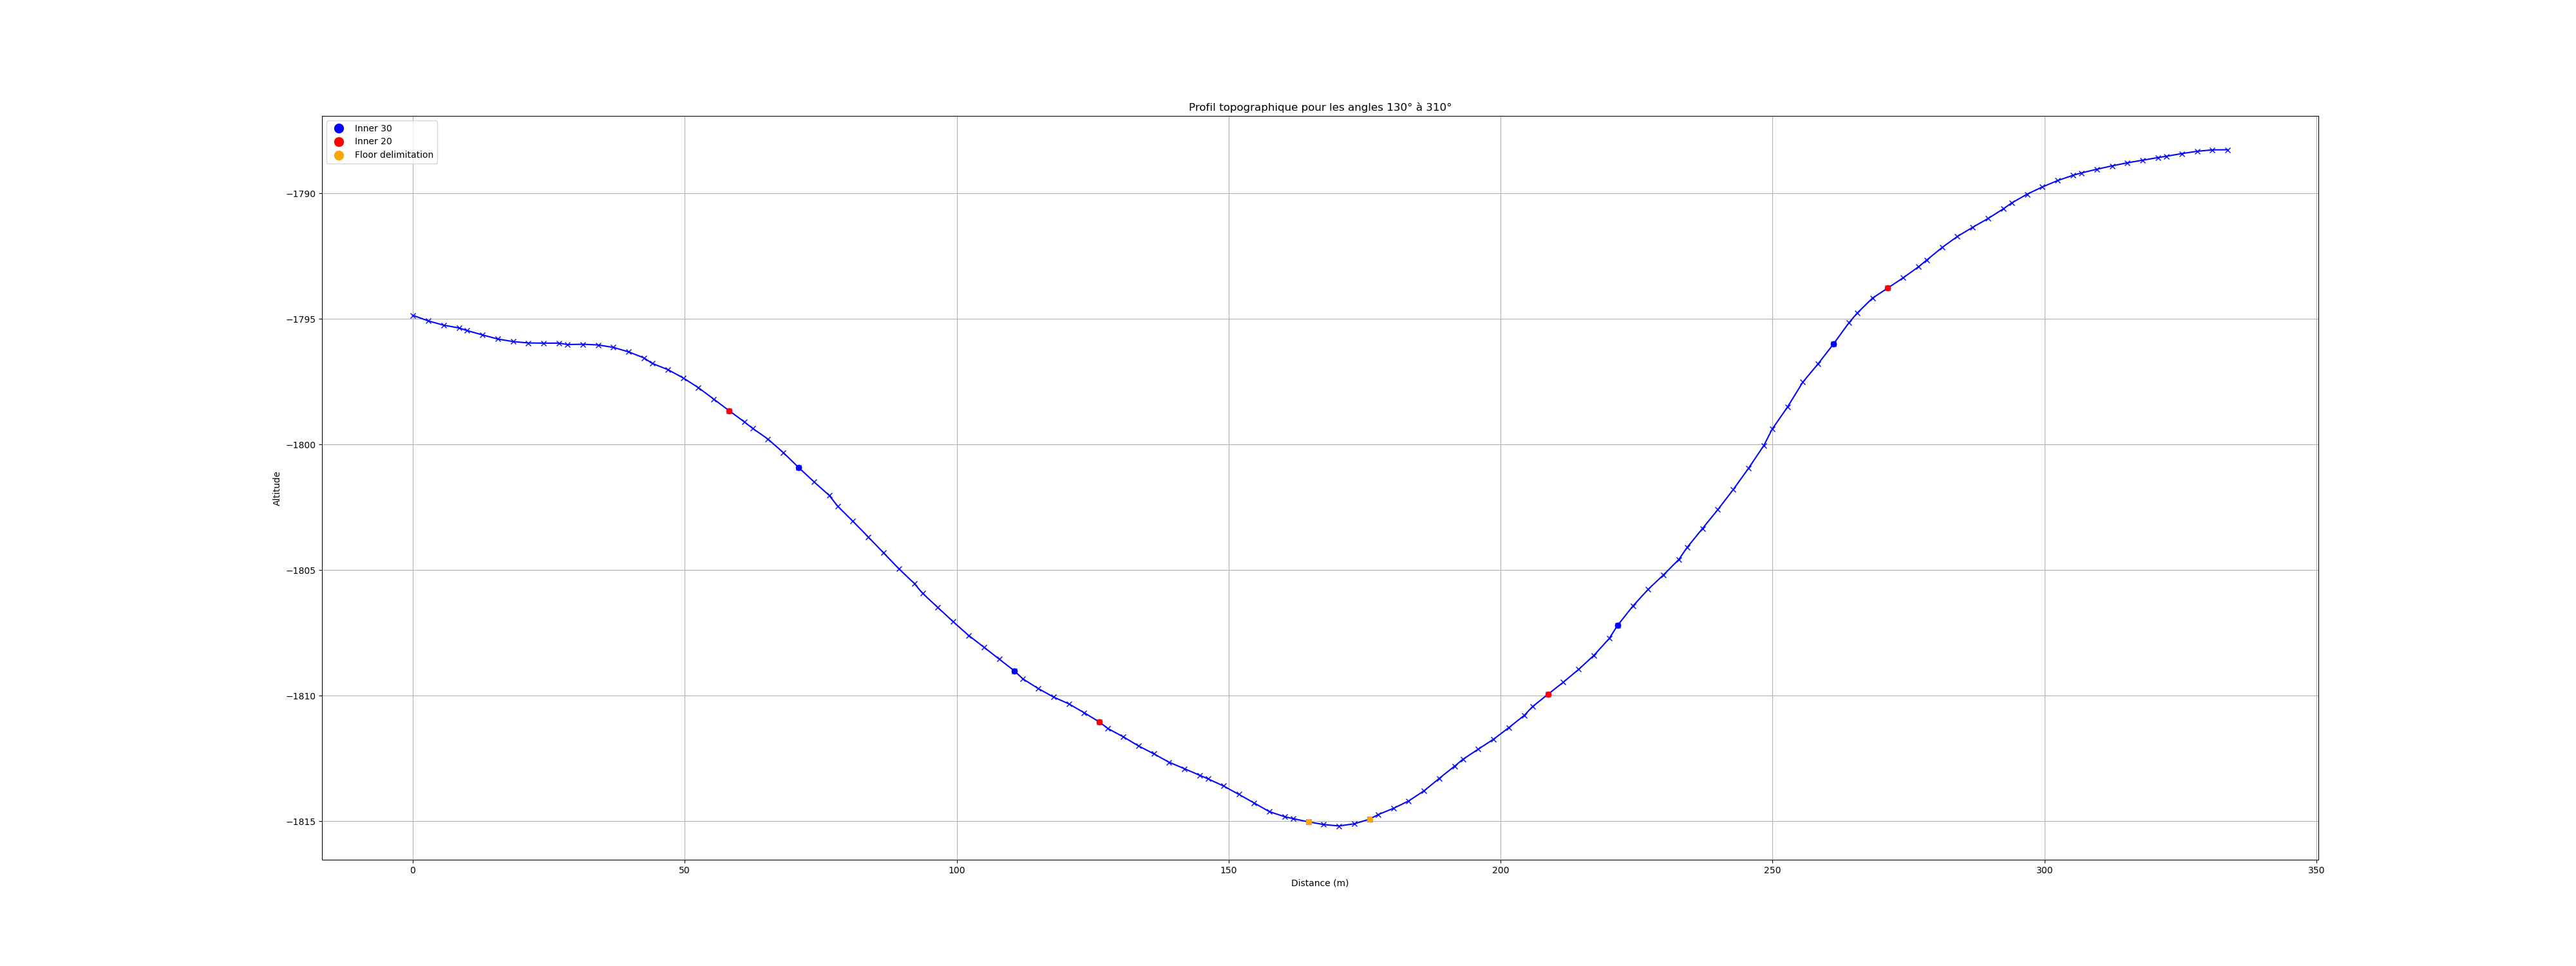 Profil topographique pour les angles 130° à 310°
Inner 30
Inner 20
Floor delimitation
−1790
−1795
−1800
−1805
−1810
−1815
Altitude
0 50 100 150 200 250 300 350
Distance (m)